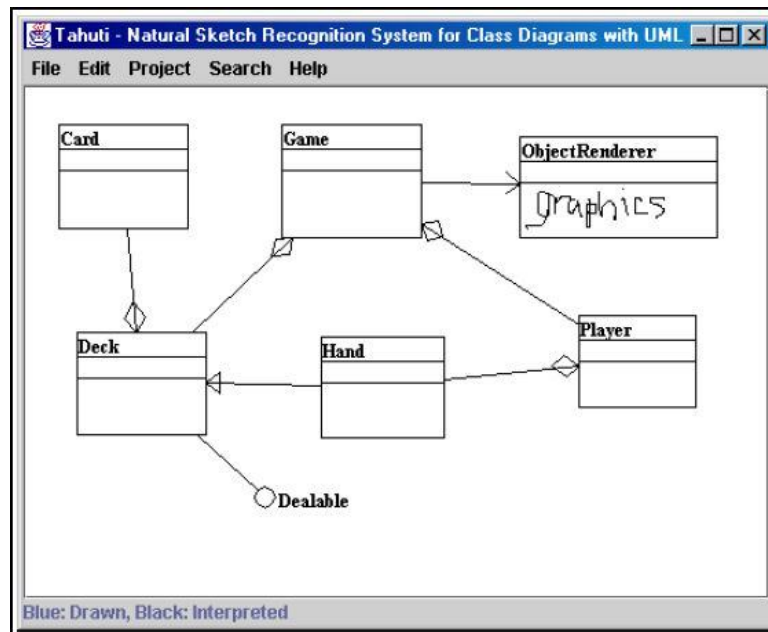 Tahuti - Natural Sketch Recognition System for Class Diagrams with UML
File Edit Project Search Help
Card
Game
ObjectRenderer
graphics
Deck
Hand
Player
Dealable
Blue: Drawn, Black: Interpreted